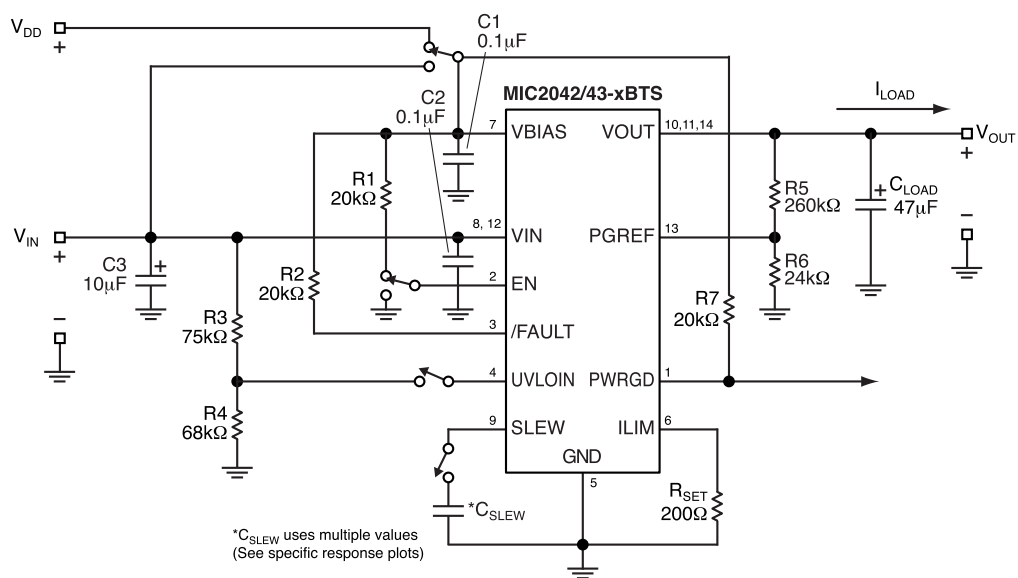 V_DD
+
C1
0.1µF
C2
0.1µF
MIC2042/43-xBTS
I_LOAD
7
VBIAS
VOUT
10,11,14
V_OUT
+
R1
20kΩ
R5
260kΩ
+
C_LOAD
47µF
–
V_IN
+
8, 12
VIN
PGREF
13
C3
10µF
+
R2
20kΩ
2
EN
R6
24kΩ
R7
20kΩ
–
R3
75kΩ
3
/FAULT
4
UVLOIN
PWRGD
1
R4
68kΩ
9
SLEW
ILIM
6
GND
5
*C_SLEW
R_SET
200Ω
*C_SLEW uses multiple values
(See specific response plots)